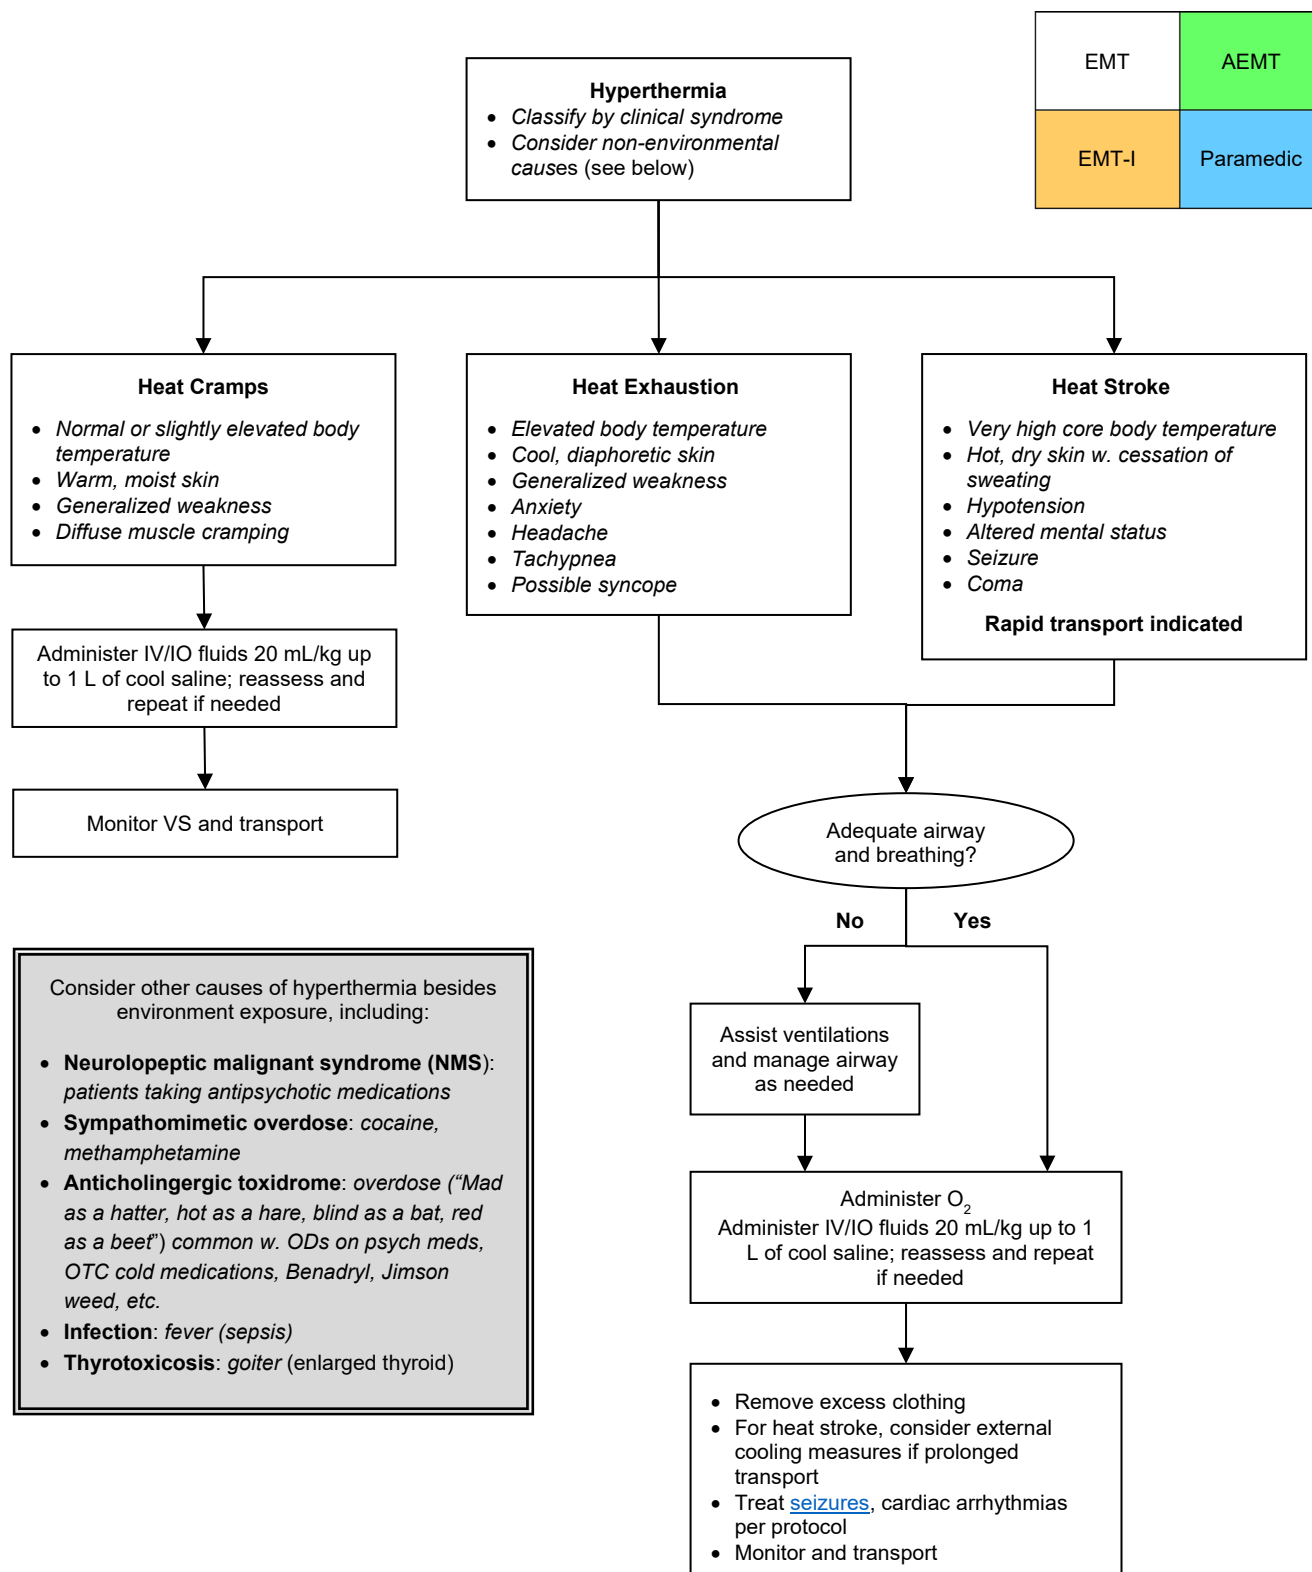 EMT
AEMT
EMT-I
Paramedic
Hyperthermia
• Classify by clinical syndrome
• Consider non-environmental
causes (see below)
Heat Cramps
• Normal or slightly elevated body
temperature
• Warm, moist skin
• Generalized weakness
• Diffuse muscle cramping
Heat Exhaustion
• Elevated body temperature
• Cool, diaphoretic skin
• Generalized weakness
• Anxiety
• Headache
• Tachypnea
• Possible syncope
Heat Stroke
• Very high core body temperature
• Hot, dry skin w. cessation of
sweating
• Hypotension
• Altered mental status
• Seizure
• Coma
Rapid transport indicated
Administer IV/IO fluids 20 mL/kg up
to 1 L of cool saline; reassess and
repeat if needed
Monitor VS and transport
Adequate airway
and breathing?
No
Yes
Assist ventilations
and manage airway
as needed
Administer O2
Administer IV/IO fluids 20 mL/kg up to 1
L of cool saline; reassess and repeat
if needed
• Remove excess clothing
• For heat stroke, consider external
cooling measures if prolonged
transport
• Treat seizures, cardiac arrhythmias
per protocol
• Monitor and transport
Consider other causes of hyperthermia besides
environment exposure, including:
• Neurolopeptic malignant syndrome (NMS):
patients taking antipsychotic medications
• Sympathomimetic overdose: cocaine,
methamphetamine
• Anticholingergic toxidrome: overdose (“Mad
as a hatter, hot as a hare, blind as a bat, red
as a beet”) common w. ODs on psych meds,
OTC cold medications, Benadryl, Jimson
weed, etc.
• Infection: fever (sepsis)
• Thyrotoxicosis: goiter (enlarged thyroid)